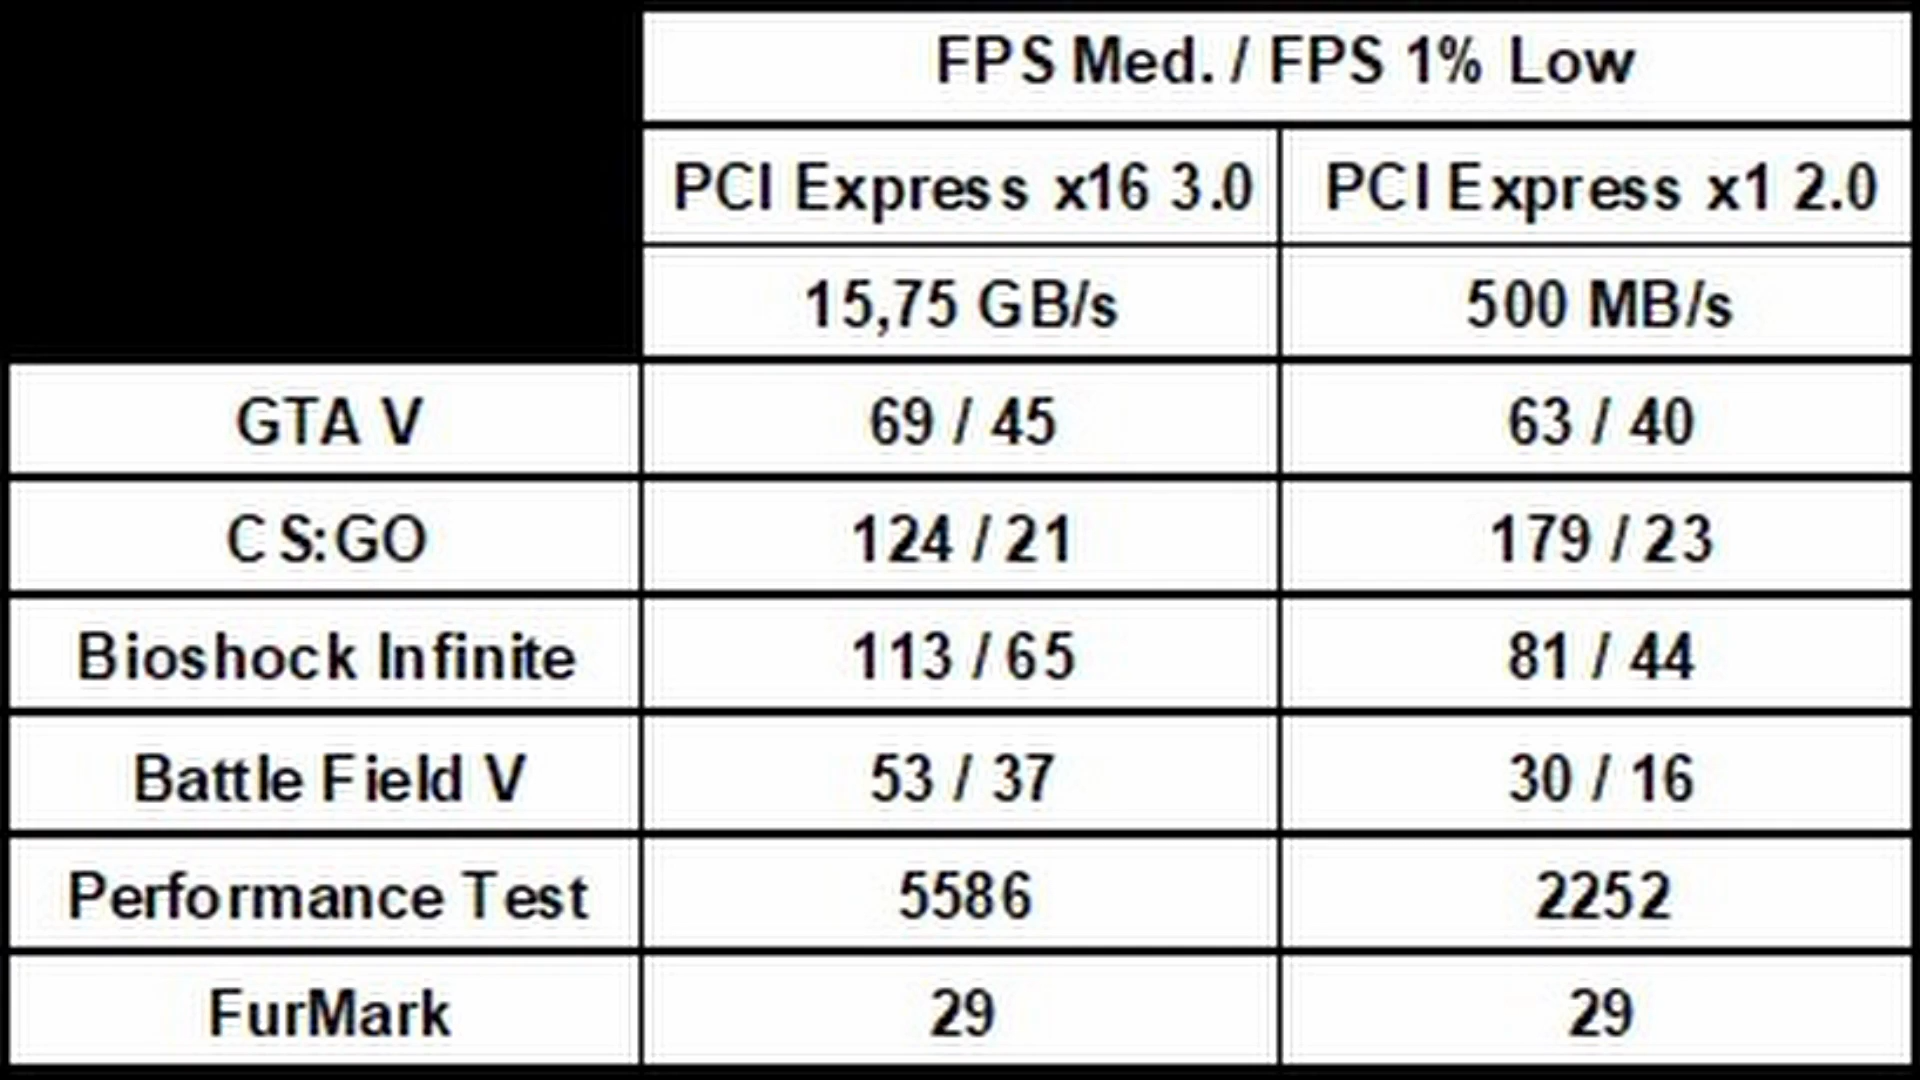 FPS Med. / FPS 1% Low
PCI Express x16 3.0 PCI Express x1 2.0
15,75 GB/s 500 MB/s
GTA V 69 / 45 63 / 40
CS:GO 124 / 21 179 / 23
Bioshock Infinite 113 / 65 81 / 44
Battle Field V 53 / 37 30 / 16
Performance Test 5586 2252
FurMark 29 29